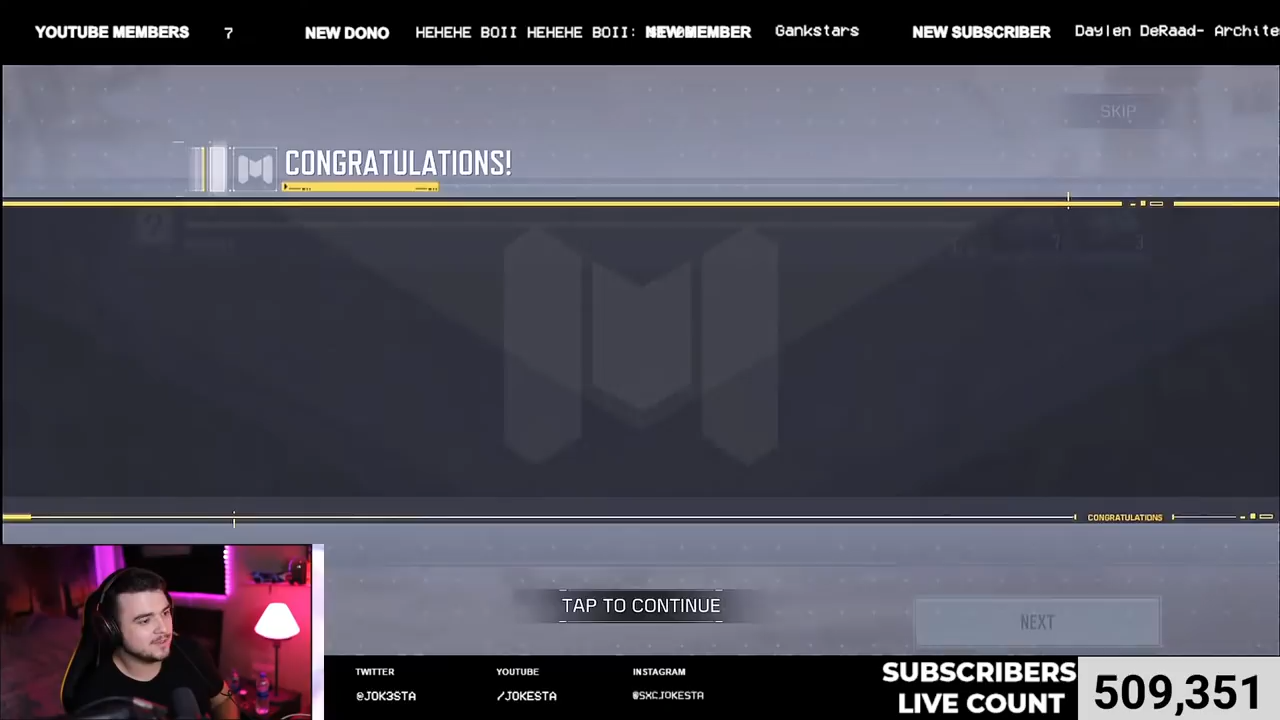 YOUTUBE MEMBERS 7 NEW DONO HEHEHE BOII HEHEHE BOII: NEW MEMBER Gankstars NEW SUBSCRIBER Daylen DeRaad- Archite
SKIP
CONGRATULATIONS!
CONGRATULATIONS
TAP TO CONTINUE
NEXT
TWITTER YOUTUBE INSTAGRAM
@JOK3STA /JOKESTA @SXCJOKESTA
SUBSCRIBERS
LIVE COUNT
509,351